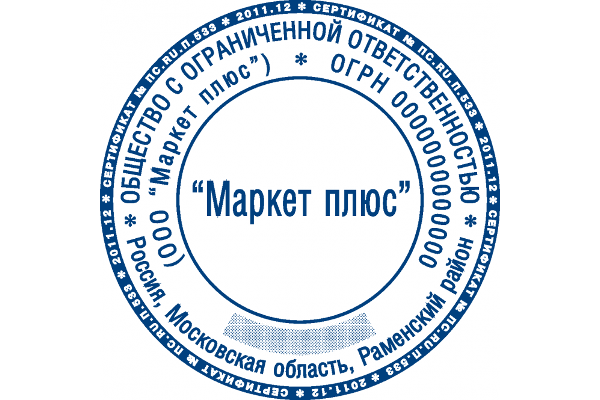 * СЕРТИФИКАТ № ПС.RU.П.533 * 2011.12 * СЕРТИФИКАТ № ПС.RU.П.533 * 2011.12 * СЕРТИФИКАТ № ПС.RU.П.533 * 2011.12 * СЕРТИФИКАТ № ПС.RU.П.533 * 2011.12
* ОБЩЕСТВО С ОГРАНИЧЕННОЙ ОТВЕТСТВЕННОСТЬЮ *
Россия, Московская область, Раменский район
(ООО “Маркет плюс”) * ОГРН 0000000000000
“Маркет плюс”